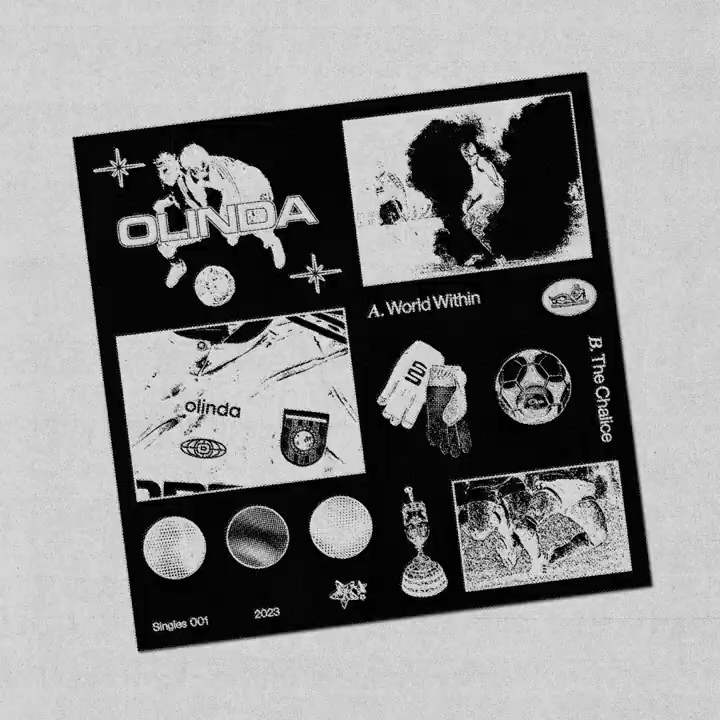 OLINDA
A. World Within
B. The Chalice
olinda
Singles 001
2023